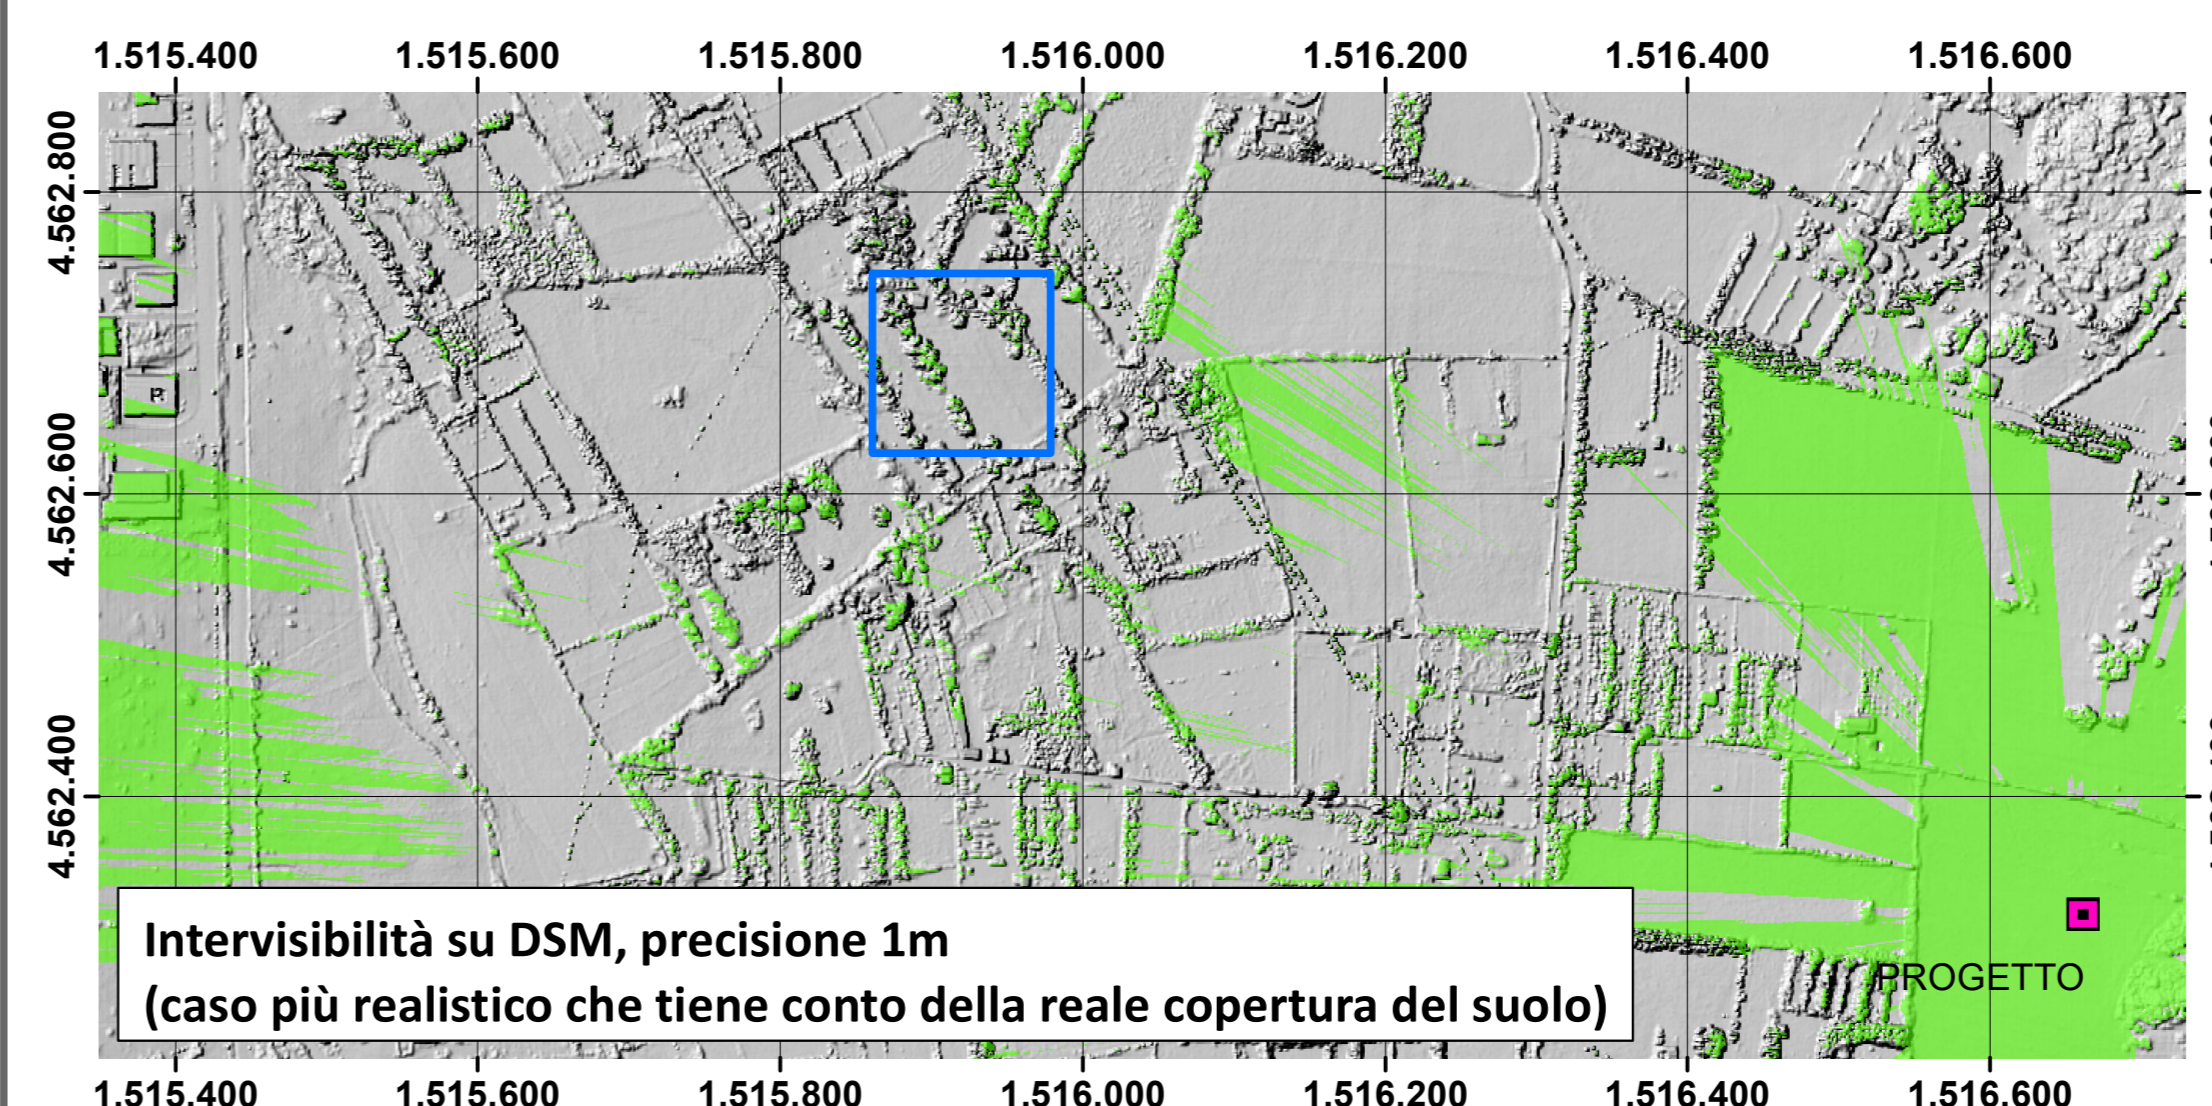 1.515.400 1.515.600 1.515.800 1.516.000 1.516.200 1.516.400 1.516.600
4.562.800
4.562.600
4.562.400
Intervisibilità su DSM, precisione 1m
(caso più realistico che tiene conto della reale copertura del suolo)
PROGETTO
1.515.400 1.515.600 1.515.800 1.516.000 1.516.200 1.516.400 1.516.600